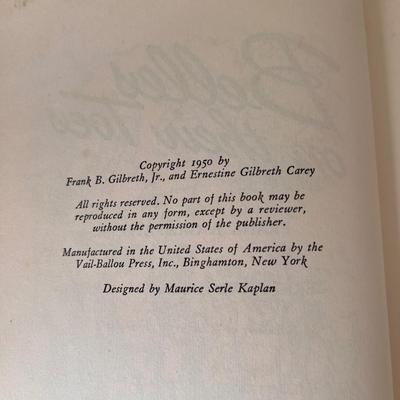 Copyright 1950 by
Frank B. Gilbreth, Jr., and Ernestine Gilbreth Carey
All rights reserved. No part of this book may be
reproduced in any form, except by a reviewer,
without the permission of the publisher.
Manufactured in the United States of America by the
Vail-Ballou Press, Inc., Binghamton, New York
Designed by Maurice Serle Kaplan